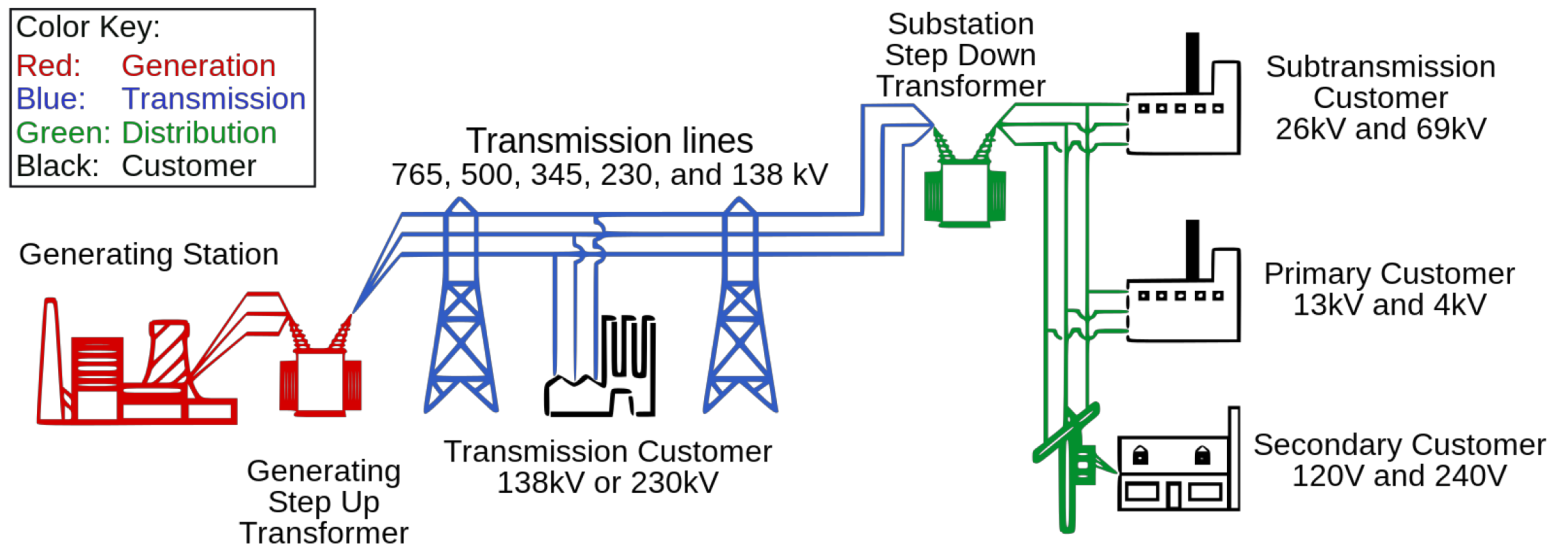 Color Key:
Red: Generation
Blue: Transmission
Green: Distribution
Black: Customer
Generating Station
Generating
Step Up
Transformer
Transmission lines
765, 500, 345, 230, and 138 kV
Transmission Customer
138kV or 230kV
Substation
Step Down
Transformer
Subtransmission
Customer
26kV and 69kV
Primary Customer
13kV and 4kV
Secondary Customer
120V and 240V